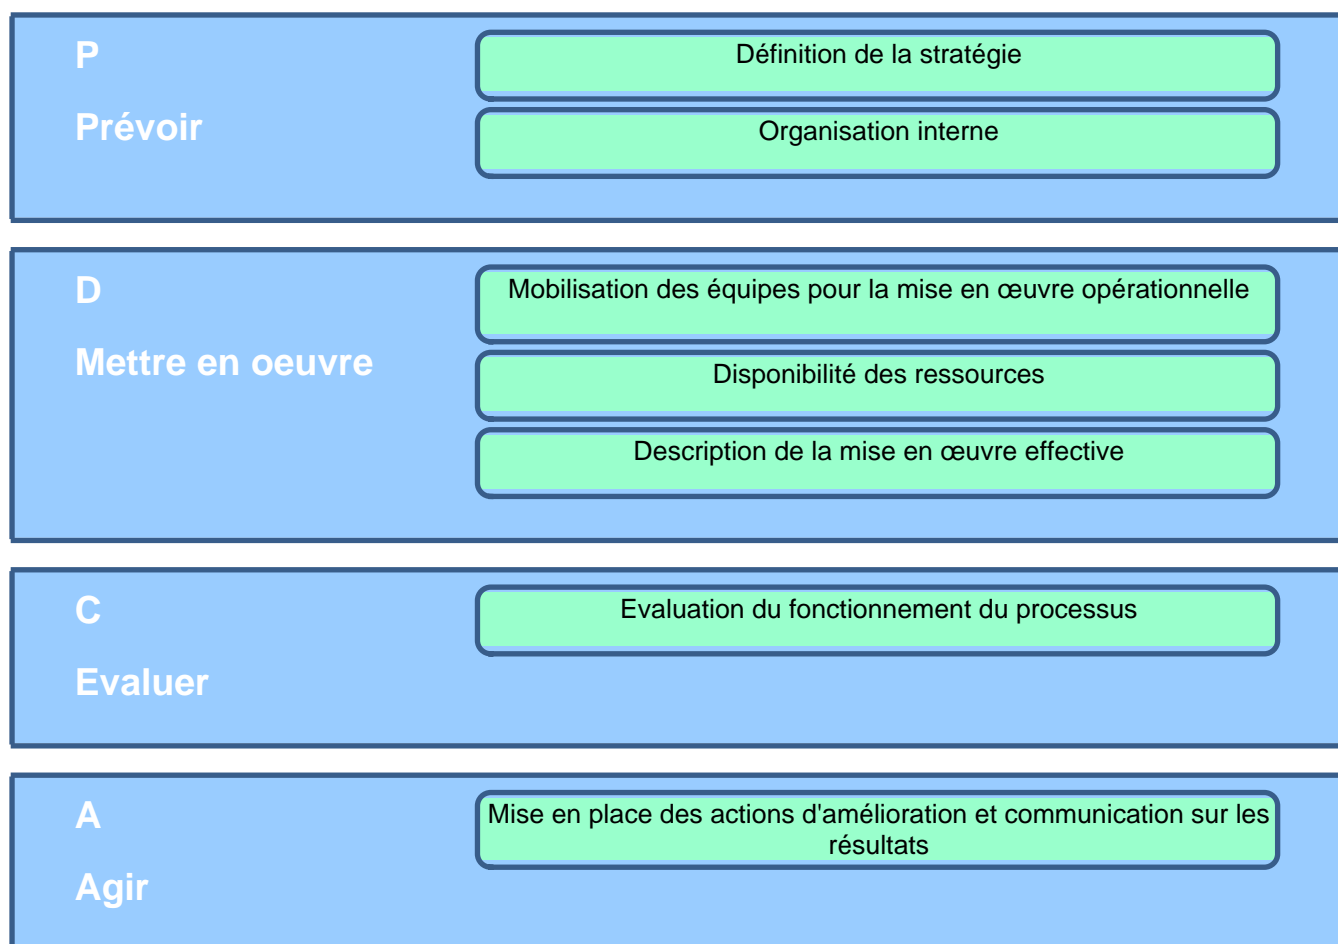 P
Prévoir
Définition de la stratégie
Organisation interne
D
Mettre en oeuvre
Mobilisation des équipes pour la mise en œuvre opérationnelle
Disponibilité des ressources
Description de la mise en œuvre effective
C
Evaluer
Evaluation du fonctionnement du processus
A
Agir
Mise en place des actions d'amélioration et communication sur les
résultats